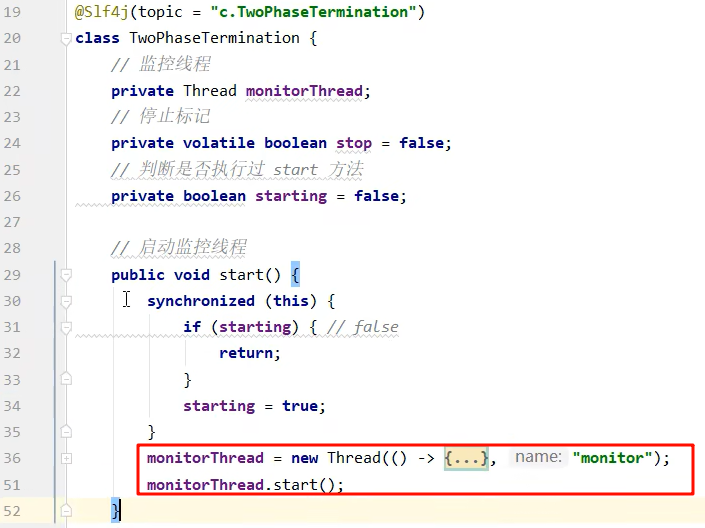 19 @Slf4j(topic = "c.TwoPhaseTermination")
20 class TwoPhaseTermination {
21 // 监控线程
22 private Thread monitorThread;
23 // 停止标记
24 private volatile boolean stop = false;
25 // 判断是否执行过 start 方法
26 private boolean starting = false;
27
28 // 启动监控线程
29 public void start() {
30 synchronized (this) {
31 if (starting) { // false
32 return;
33 }
34 starting = true;
35 }
36 monitorThread = new Thread(() -> {...}, name: "monitor");
51 monitorThread.start();
52 }